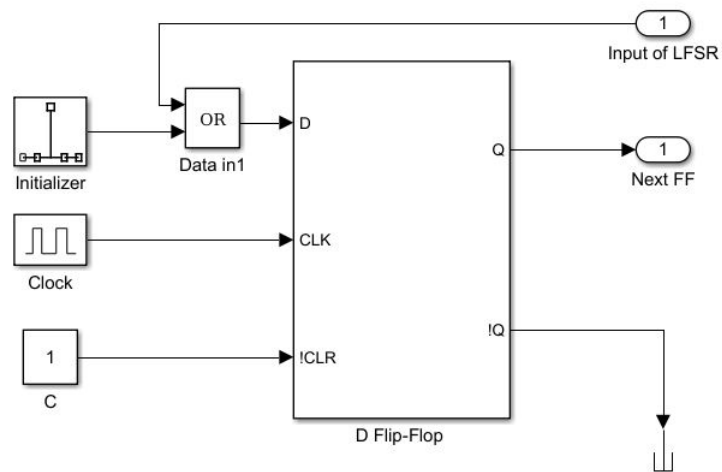 1
Input of LFSR
OR
Data in1
Initializer
D
Q
1
Next FF
CLK
Clock
!Q
1
!CLR
C
D Flip-Flop